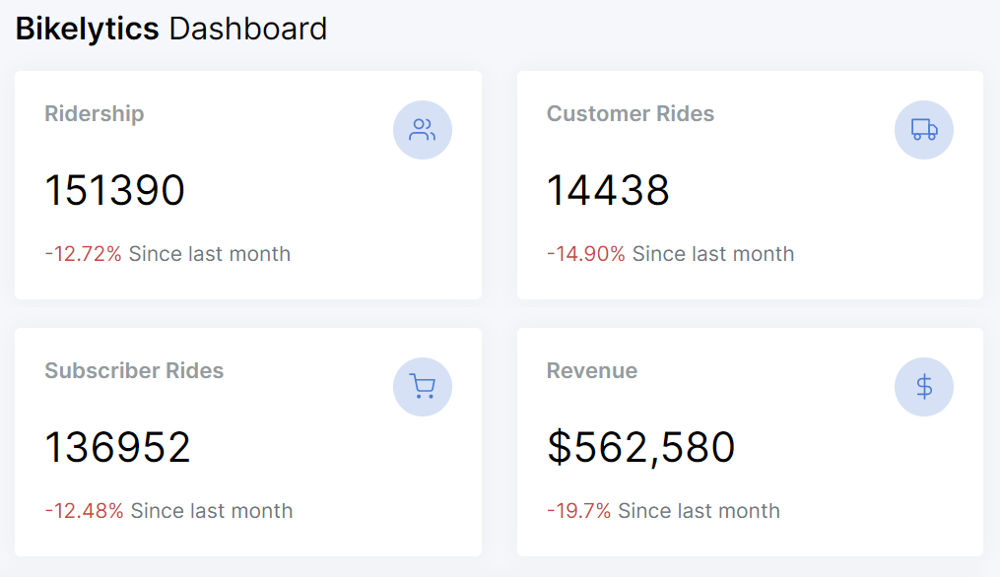 Bikelytics Dashboard
Ridership
151390
-12.72% Since last month
Customer Rides
14438
-14.90% Since last month
Subscriber Rides
136952
-12.48% Since last month
Revenue
$562,580
-19.7% Since last month